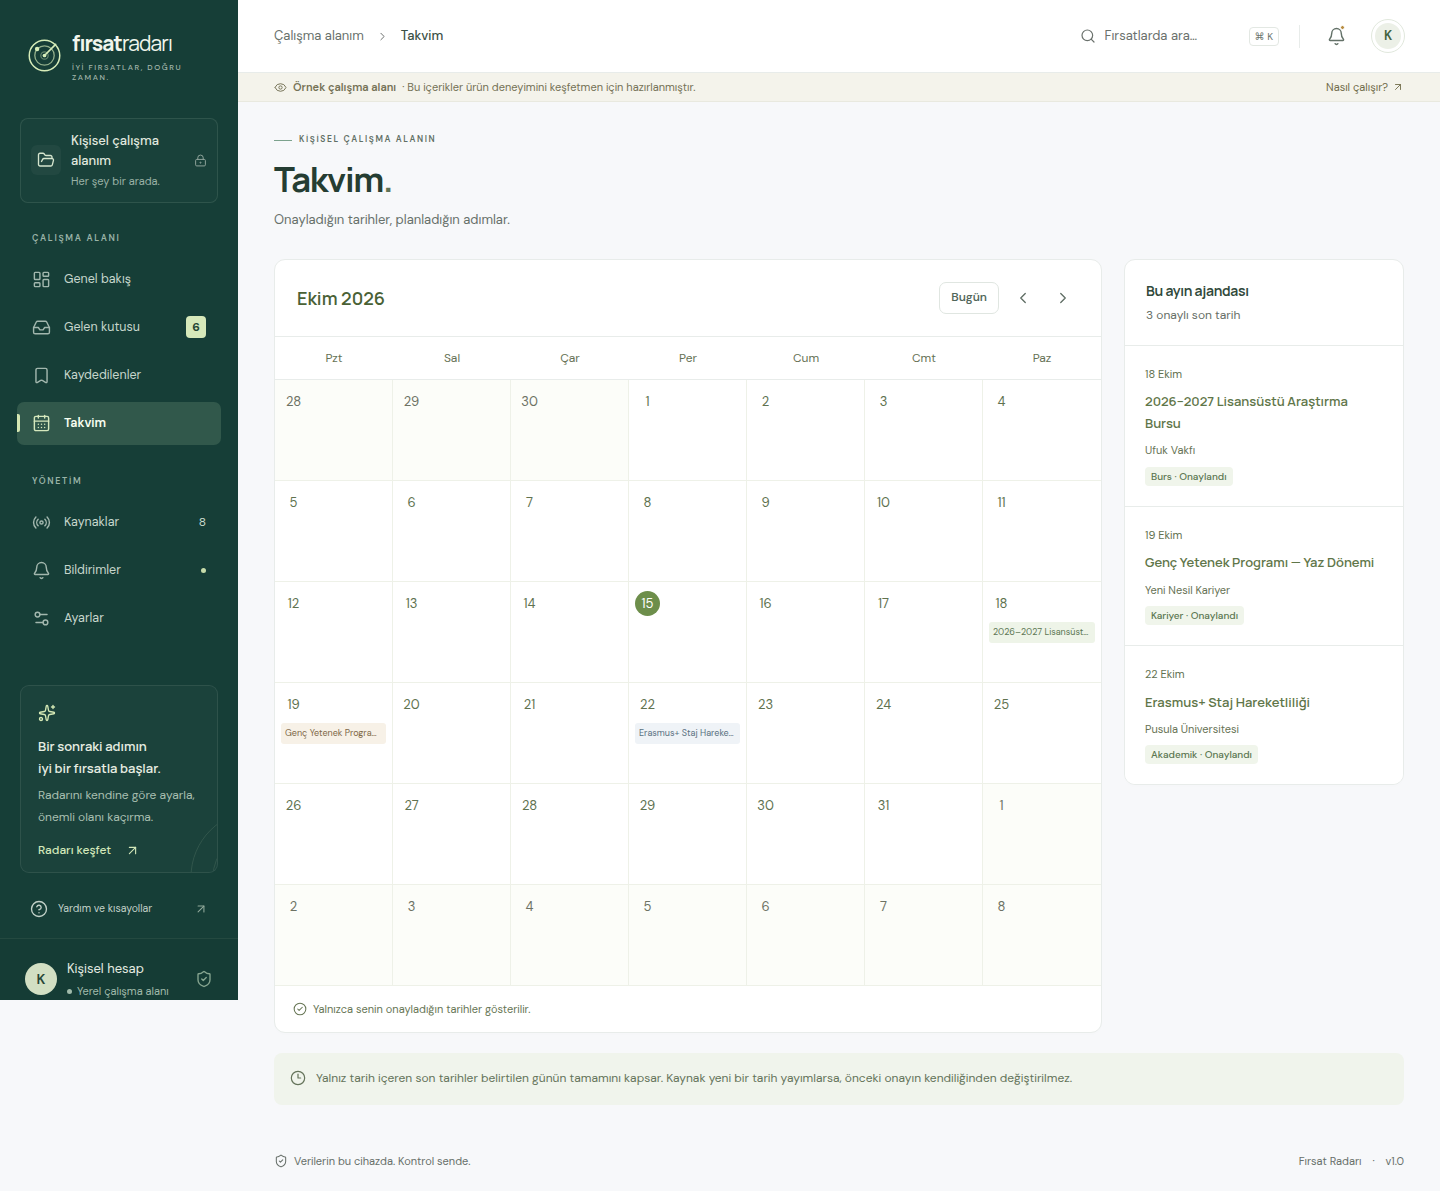 fırsatradarı
İYİ FIRSATLAR, DOĞRU
ZAMAN.
Kişisel çalışma
alanım
Her şey bir arada.
ÇALIŞMA ALANI
Genel bakış
Gelen kutusu 6
Kaydedilenler
Takvim
YÖNETİM
Kaynaklar 8
Bildirimler
Ayarlar
Bir sonraki adımın
iyi bir fırsatla başlar.
Radarını kendine göre ayarla,
önemli olanı kaçırma.
Radarı keşfet
Yardım ve kısayollar
K Kişisel hesap
Yerel çalışma alanı
Çalışma alanım > Takvim
Fırsatlarda ara... ⌘ K K
Örnek çalışma alanı · Bu içerikler ürün deneyimini keşfetmen için hazırlanmıştır. Nasıl çalışır?
KİŞİSEL ÇALIŞMA ALANIN
Takvim.
Onayladığın tarihler, planladığın adımlar.
Ekim 2026 Bugün
Pzt Sal Çar Per Cum Cmt Paz
28 29 30 1 2 3 4
5 6 7 8 9 10 11
12 13 14 15 16 17 18
2026–2027 Lisansüst...
19 20 21 22 23 24 25
Genç Yetenek Progra... Erasmus+ Staj Hareke...
26 27 28 29 30 31 1
2 3 4 5 6 7 8
Yalnızca senin onayladığın tarihler gösterilir.
Bu ayın ajandası
3 onaylı son tarih
18 Ekim
2026–2027 Lisansüstü Araştırma
Bursu
Ufuk Vakfı
Burs · Onaylandı
19 Ekim
Genç Yetenek Programı — Yaz Dönemi
Yeni Nesil Kariyer
Kariyer · Onaylandı
22 Ekim
Erasmus+ Staj Hareketliliği
Pusula Üniversitesi
Akademik · Onaylandı
Yalnız tarih içeren son tarihler belirtilen günün tamamını kapsar. Kaynak yeni bir tarih yayımlarsa, önceki onayın kendiliğinden değiştirilmez.
Verilerin bu cihazda. Kontrol sende.
Fırsat Radarı · v1.0